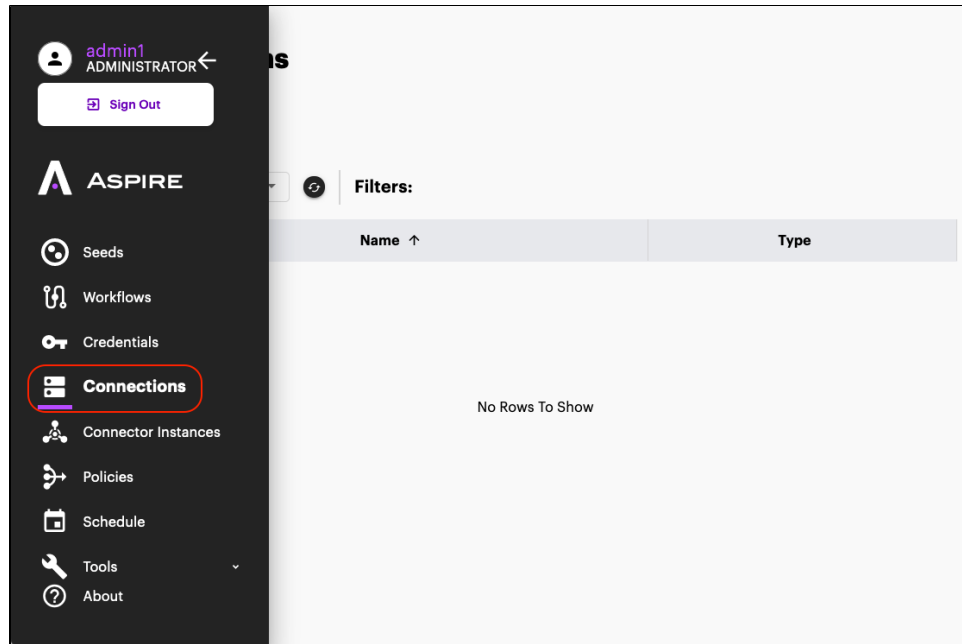 admin1
ADMINISTRATOR
Sign Out
ns
ASPIRE
Filters:
Name
Type
Seeds
Workflows
Credentials
Connections
No Rows To Show
Connector Instances
Policies
Schedule
Tools
About